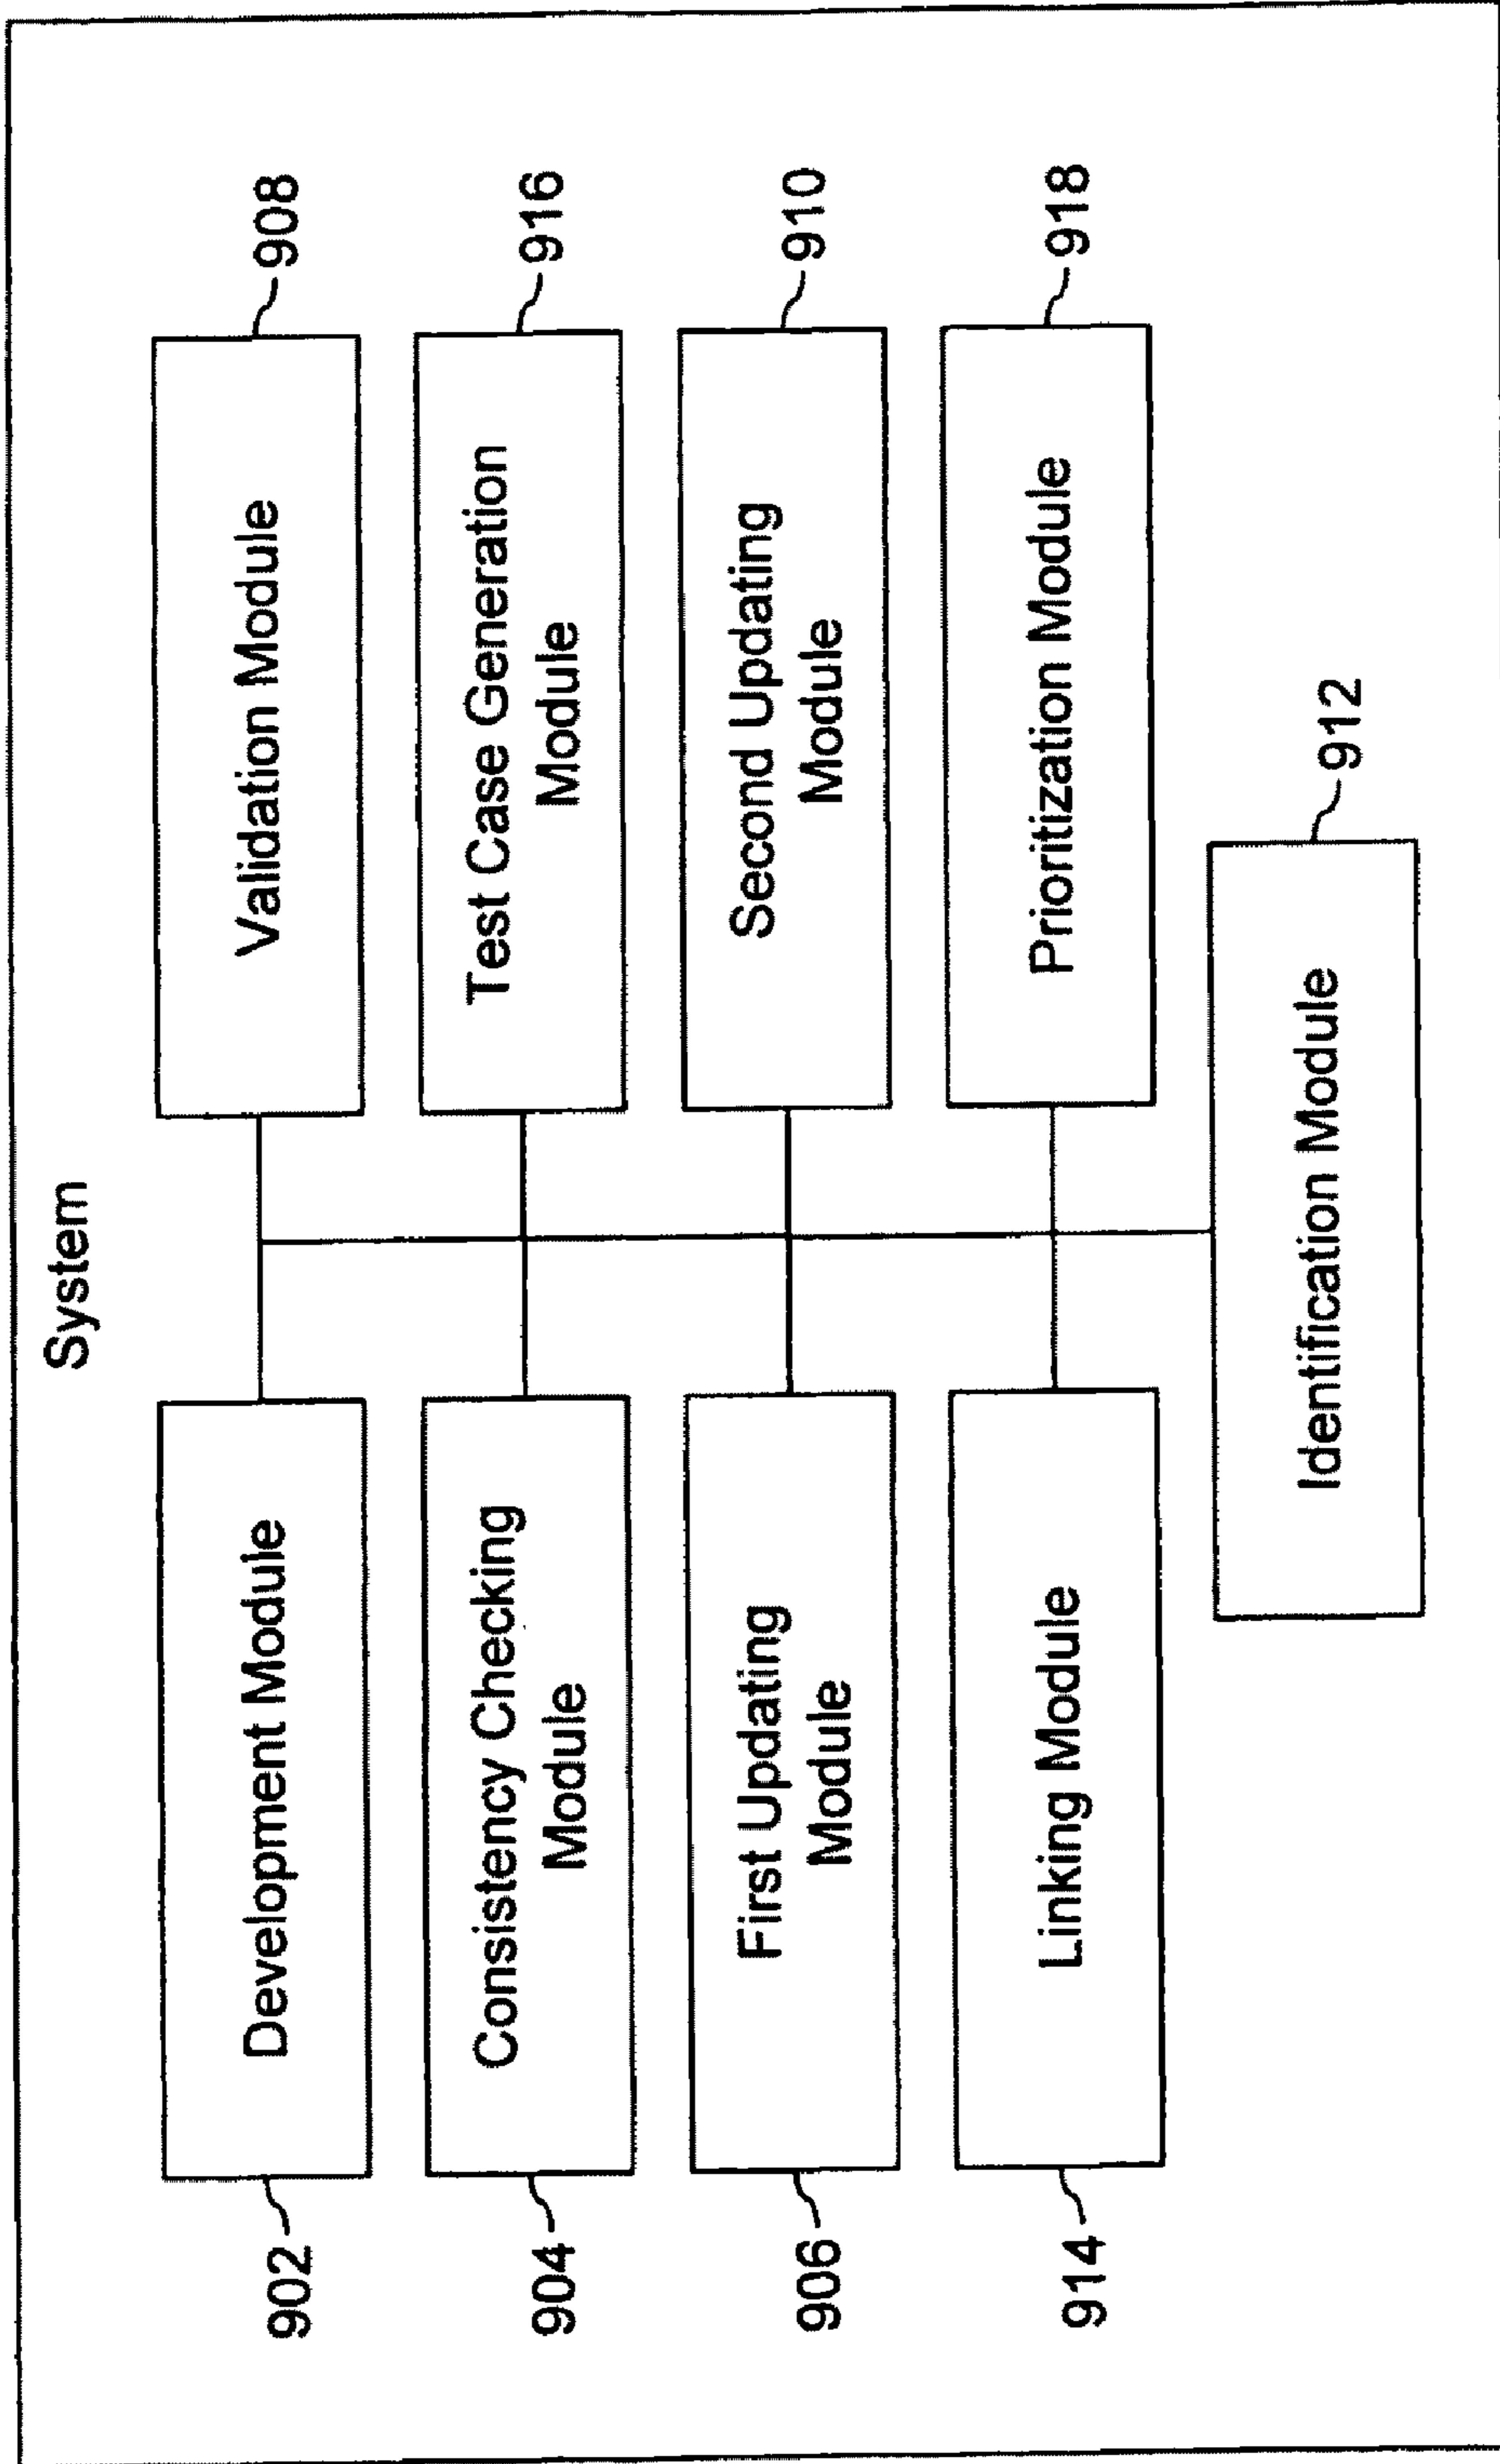 System
902
Development Module
Validation Module
908
904
Consistency Checking
Module
Test Case Generation
Module
916
906
First Updating
Module
Second Updating
Module
910
914
Linking Module
Prioritization Module
918
Identification Module
912